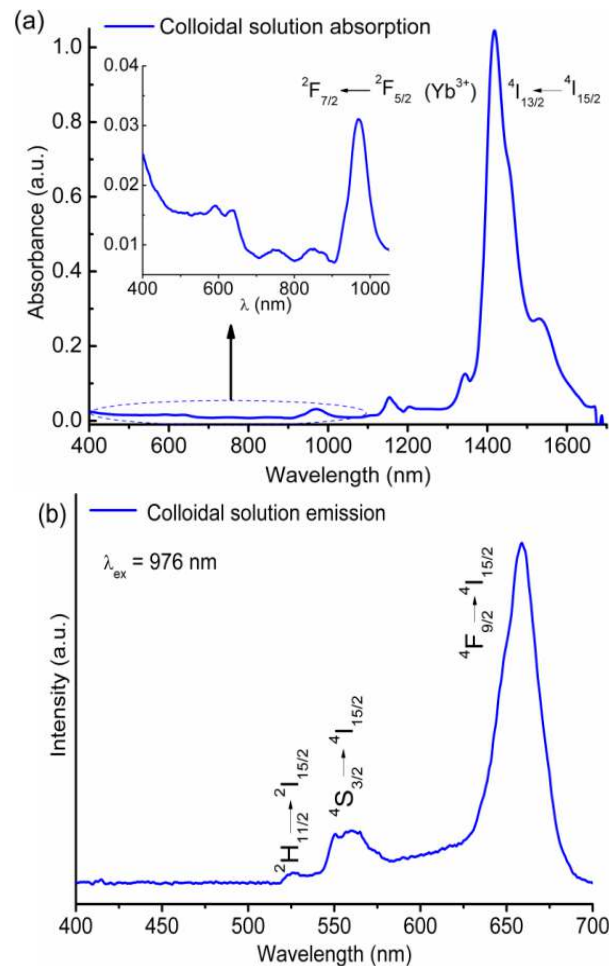 (a)
Colloidal solution absorption
²F₇/₂ ← ²F₅/₂ (Yb³⁺) ⁴I₁₃/₂ ← ⁴I₁₅/₂
Absorbance (a.u.)
1.0
0.8
0.6
0.4
0.2
0.0
0.04
0.03
0.02
0.01
400 600 800 1000
λ (nm)
400 600 800 1000 1200 1400 1600
Wavelength (nm)
(b)
Colloidal solution emission
λex = 976 nm
Intensity (a.u.)
²H₁₁/₂ → ²I₁₅/₂
⁴S₃/₂ → ⁴I₁₅/₂
⁴F₉/₂ → ⁴I₁₅/₂
400 450 500 550 600 650 700
Wavelength (nm)